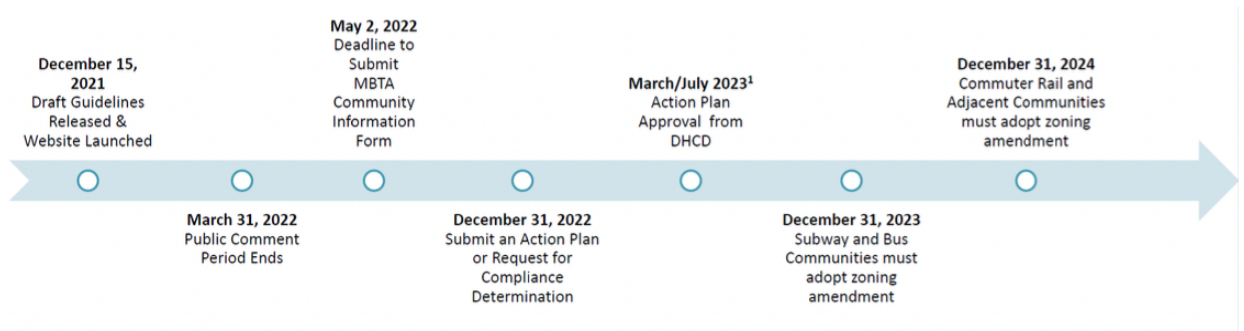 December 15,
2021
Draft Guidelines
Released &
Website Launched
March 31, 2022
Public Comment
Period Ends
May 2, 2022
Deadline to
Submit
MBTA
Community
Information
Form
December 31, 2022
Submit an Action Plan
or Request for
Compliance
Determination
March/July 2023¹
Action Plan
Approval from
DHCD
December 31, 2023
Subway and Bus
Communities must
adopt zoning
amendment
December 31, 2024
Commuter Rail and
Adjacent Communities
must adopt zoning
amendment